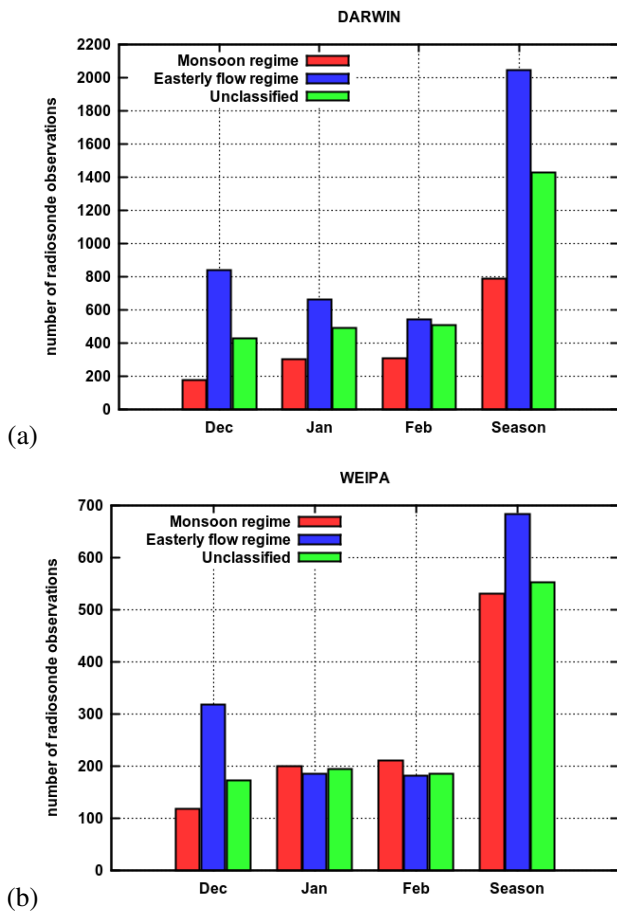 DARWIN
2200
2000
1800
1600
1400
1200
1000
800
600
400
200
0
number of radiosonde observations
Monsoon regime
Easterly flow regime
Unclassified
Dec Jan Feb Season
(a)
WEIPA
700
600
500
400
300
200
100
0
number of radiosonde observations
Monsoon regime
Easterly flow regime
Unclassified
Dec Jan Feb Season
(b)